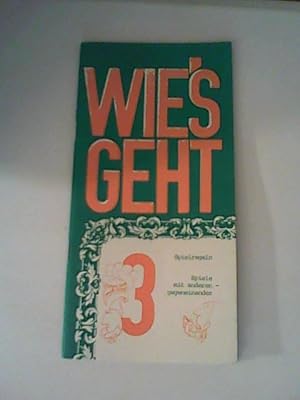 WIE'S
GEHT
3
Spielregeln
Spiele
mit anderen -
gegeneinander